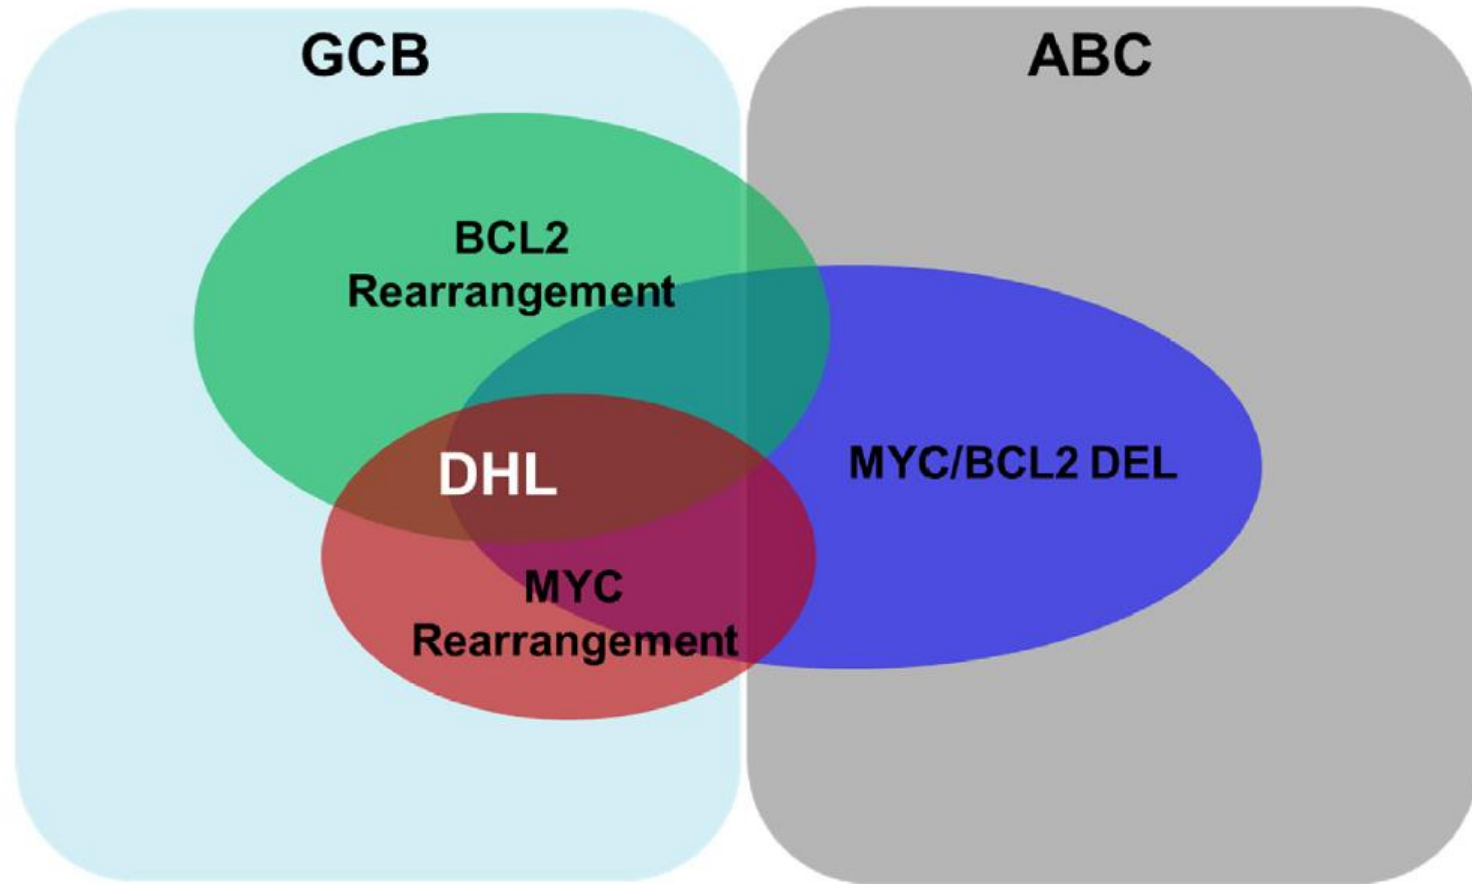 GCB
ABC
BCL2
Rearrangement
MYC/BCL2 DEL
DHL
MYC
Rearrangement